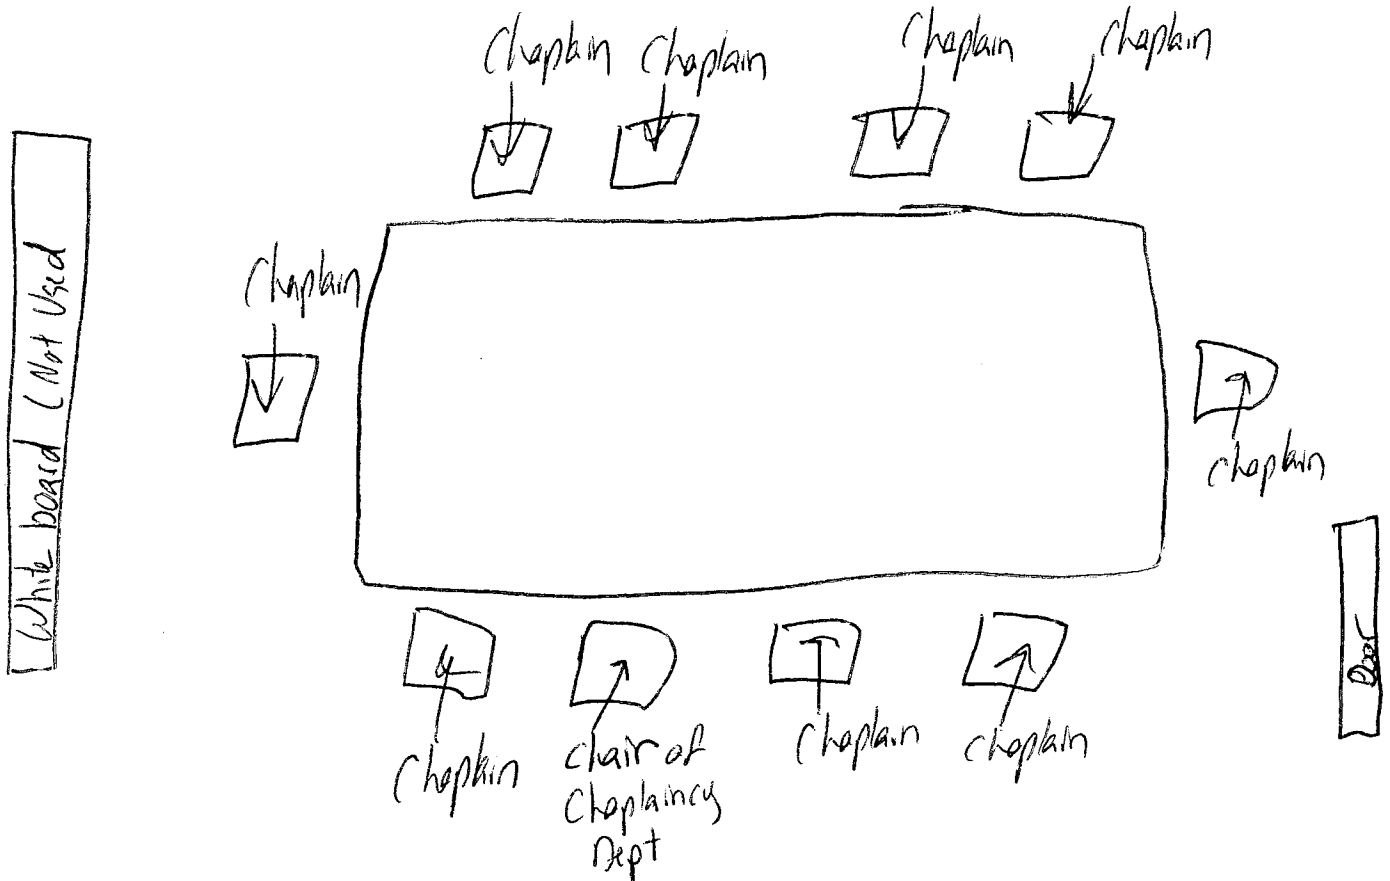 Chaplain
Chaplain
Chaplain
Chaplain
Chaplain
White board (Not Used
Chaplain
Door
Chaplain
Chair of
Chaplaincy
Dept
Chaplain
Chaplain